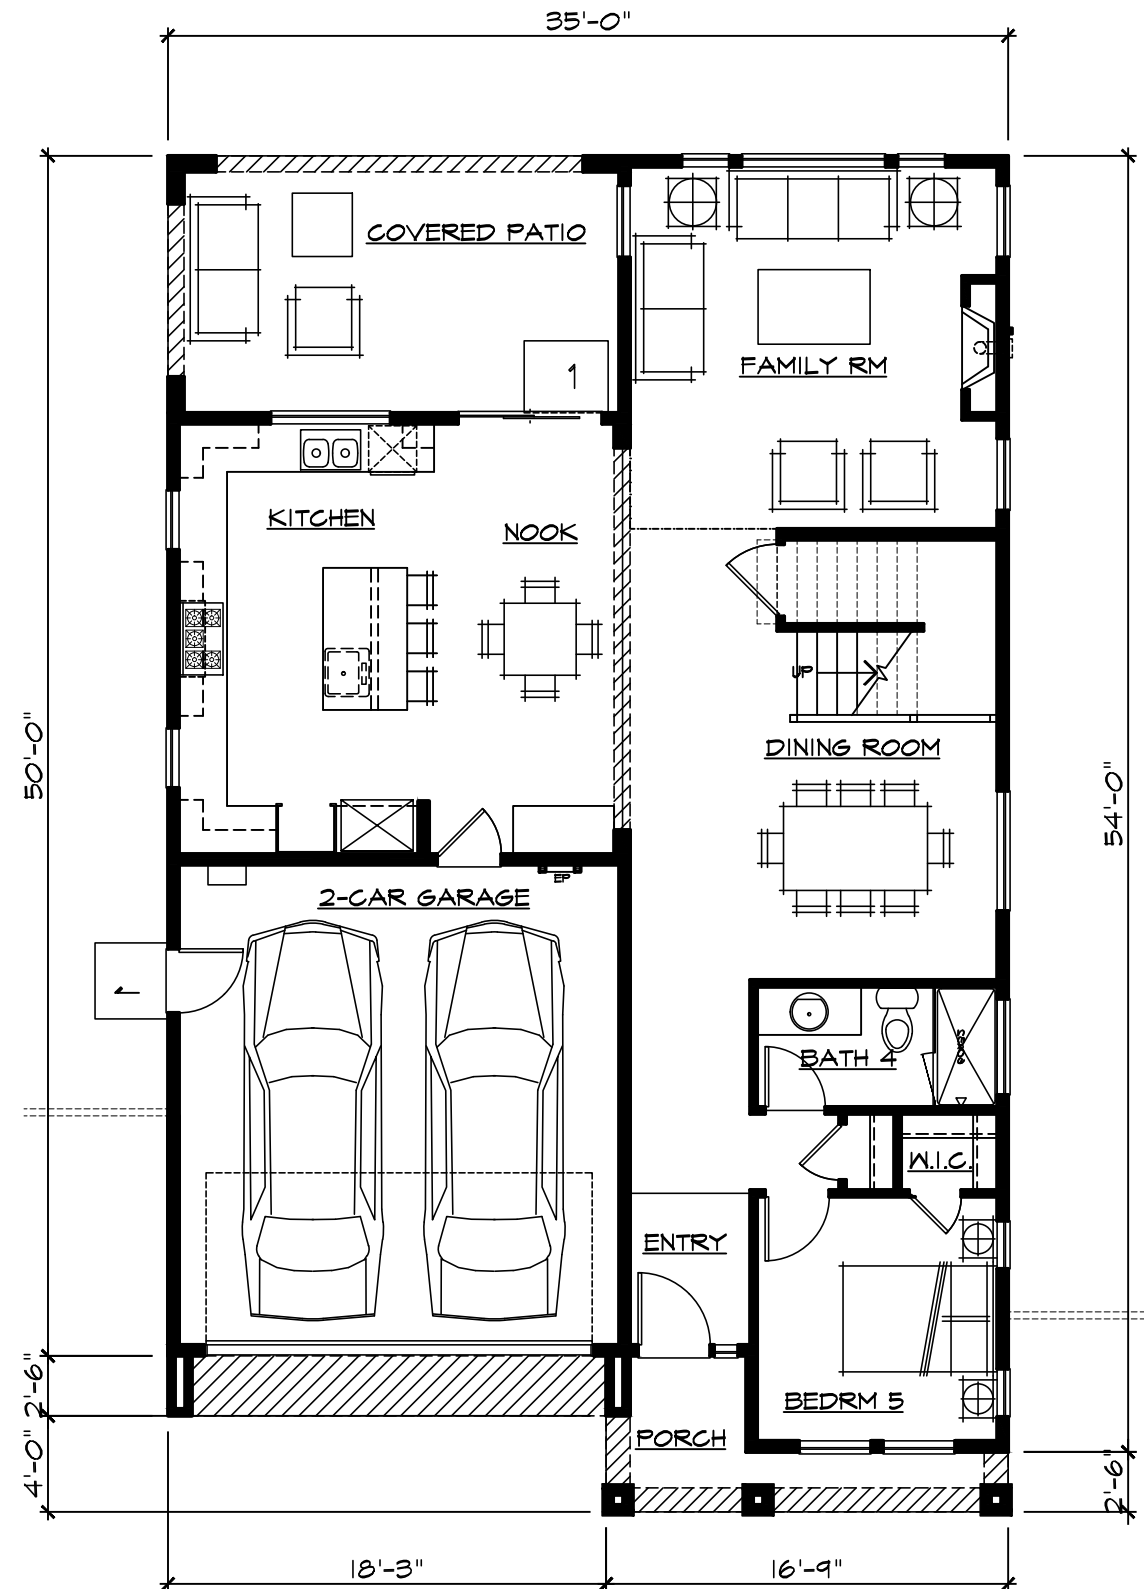 35'-0"
COVERED PATIO
1
FAMILY RM
KITCHEN
NOOK
UP
50'-0"
DINING ROOM
54'-0"
EP
2-CAR GARAGE
1
BATH 4
W.I.C.
ENTRY
2'-6"
BEDRM 5
PORCH
4'-0"
2'-6"
18'-3"
16'-9"